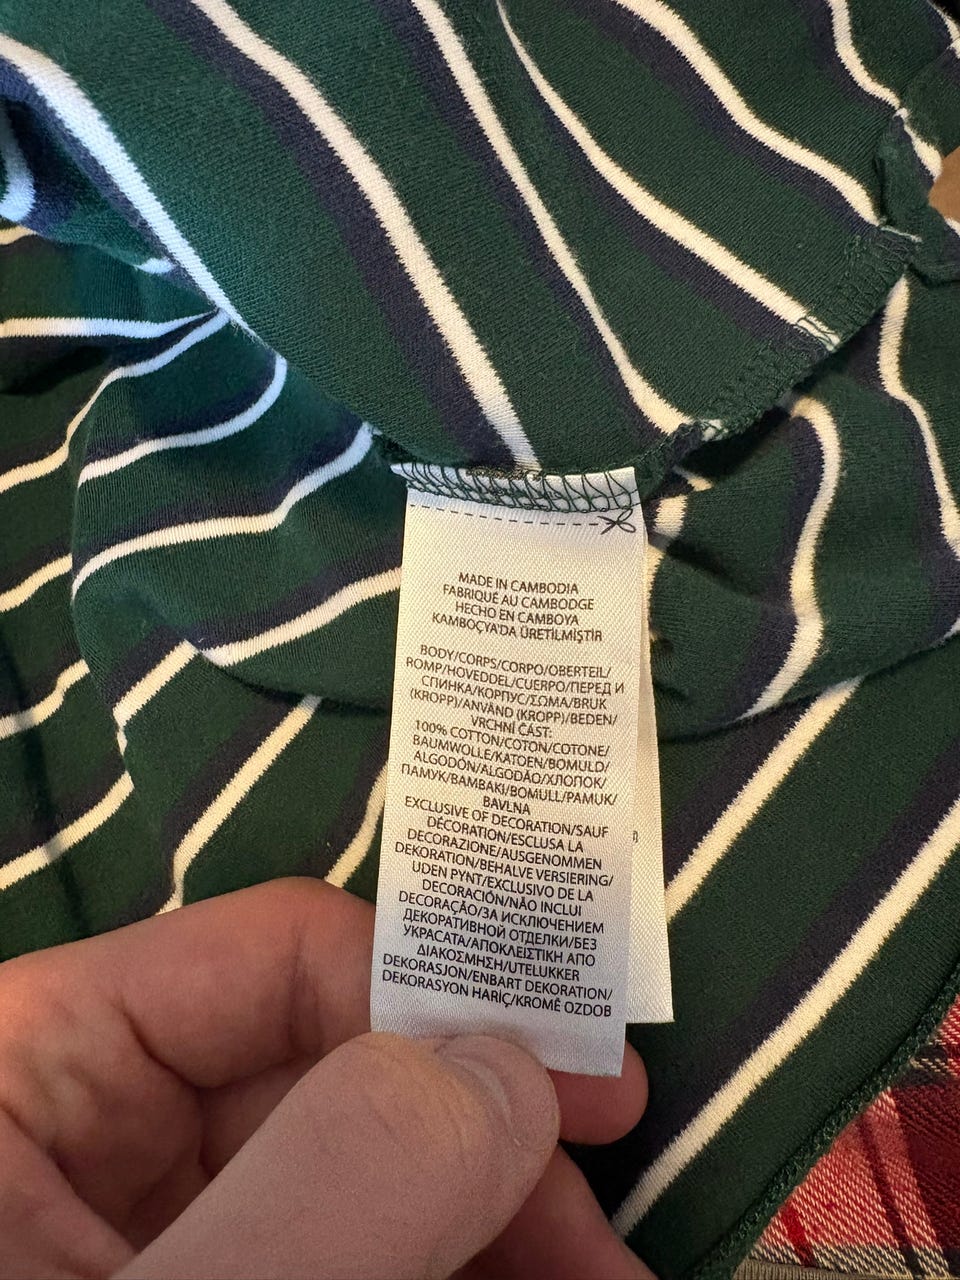 MADE IN CAMBODIA
FABRIQUÉ AU CAMBODGE
HECHO EN CAMBOYA
KAMBOÇYA'DA ÜRETİLMİŞTİR
BODY/CORPS/CORPO/OBERTEIL/
ROMP/HOVEDDEL/CUERPO/ПЕРЕД И
СПИНКА/КОРПУС/ΣΩΜΑ/BRUK
(KROPP)/ANVÄND (KROPP)/BEDEN/
VRCHNÍ ČÁST:
100% COTTON/COTON/COTONE/
BAUMWOLLE/KATOEN/BOMULD/
ALGODÓN/ALGODÃO/ХЛОПОК/
ПАМУК/ΒΑΜΒΑΚΙ/BOMULL/PAMUK/
BAVLNA
EXCLUSIVE OF DECORATION/SAUF
DÉCORATION/ESCLUSA LA
DECORAZIONE/AUSGENOMMEN
DEKORATION/BEHALVE VERSIERING/
UDEN PYNT/EXCLUSIVO DE LA
DECORACIÓN/NÃO INCLUI
DECORAÇÃO/ЗА ИСКЛЮЧЕНИЕМ
ДЕКОРАТИВНОЙ ОТДЕЛКИ/БЕЗ
УКРАСАТА/ΑΠΟΚΛΕΙΣΤΙΚΗ ΑΠΟ
ΔΙΑΚΟΣΜΗΣΗ/UTELUKKER
DEKORASJON/ENBART DEKORATION/
DEKORASYON HARİÇ/KROMĚ OZDOB